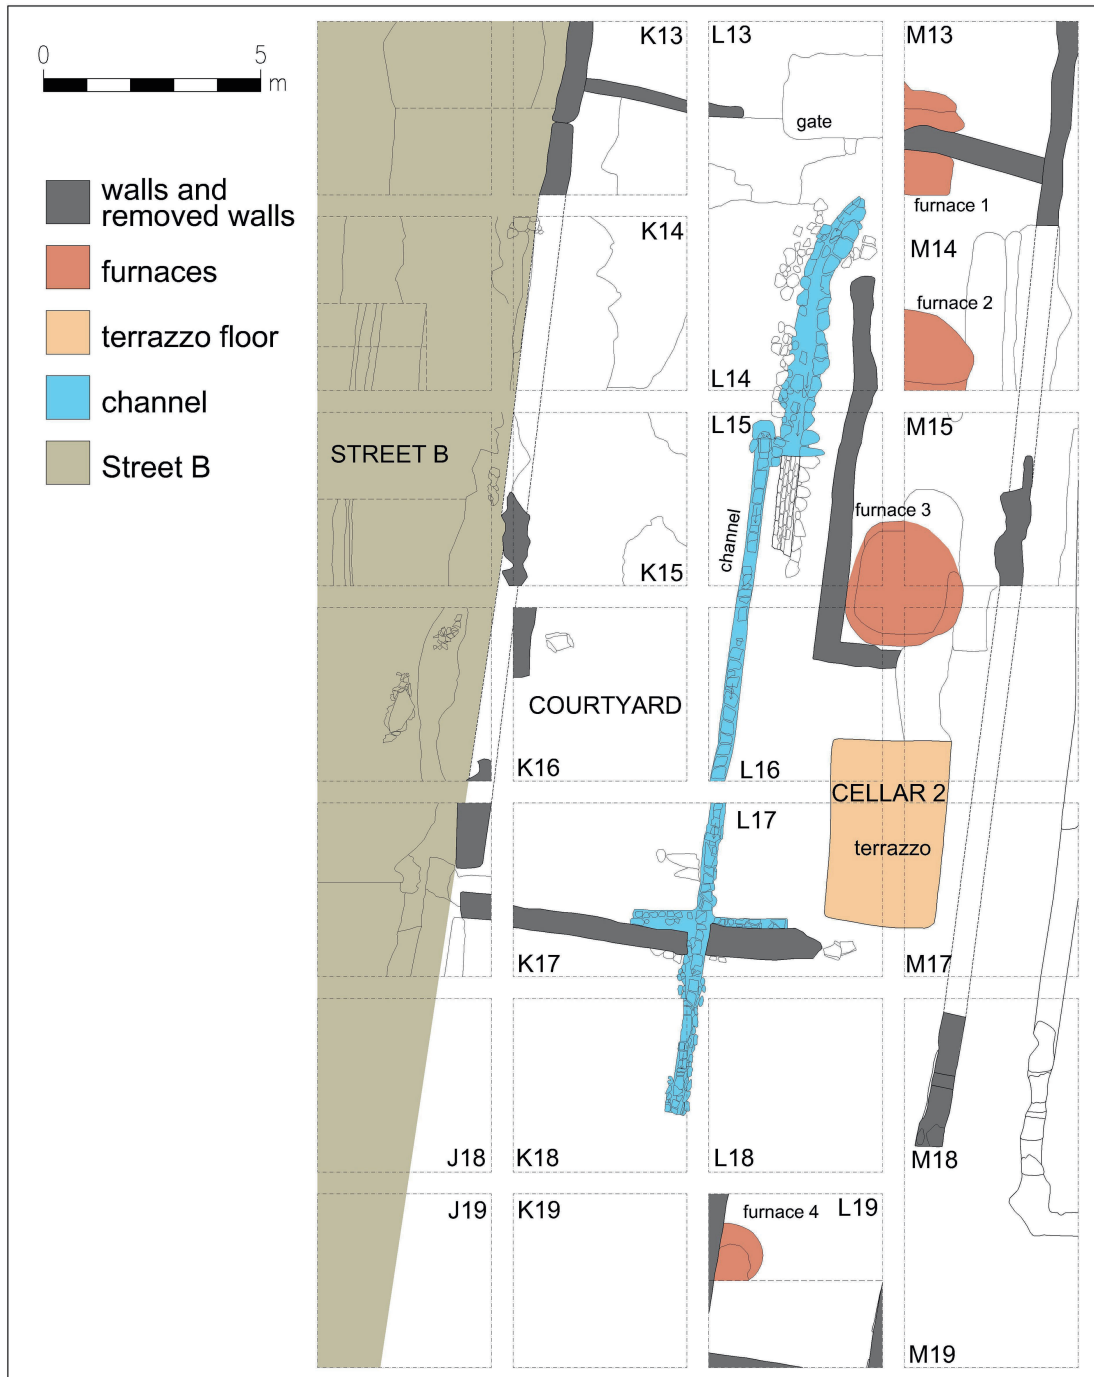 0 5
m
walls and
removed walls
furnaces
terrazzo floor
channel
Street B
K13
L13
M13
gate
furnace 1
K14
M14
furnace 2
L14
L15
M15
STREET B
furnace 3
channel
K15
COURTYARD
K16
L16
CELLAR 2
L17
terrazzo
K17
M17
J18
K18
L18
M18
J19
K19
furnace 4
L19
M19